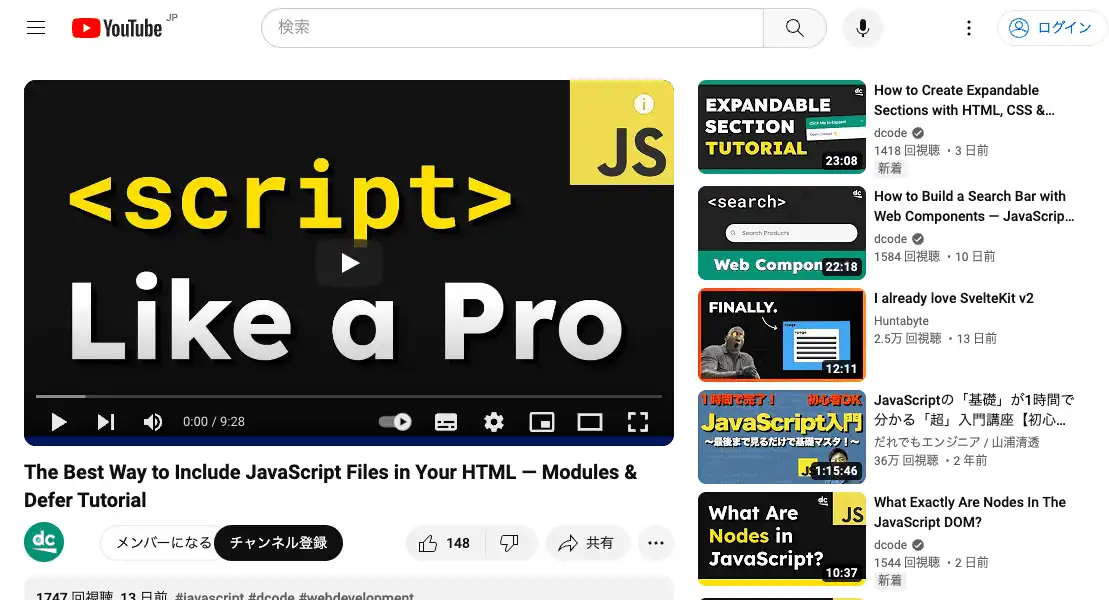 YouTube JP
検索
ログイン
<script>
Like a Pro
JS
i
0:00 / 9:28
The Best Way to Include JavaScript Files in Your HTML — Modules &
Defer Tutorial
dc
メンバーになる
チャンネル登録
148
共有
1747 回視聴 13 日前 #javascript #dcode #webdevelopment
EXPANDABLE
SECTION
TUTORIAL
dc
Click Me to Expand
23:08
How to Create Expandable
Sections with HTML, CSS &...
dcode
1418 回視聴 ・3 日前
新着
<search>
dc
Search Products
Web Compon
22:18
How to Build a Search Bar with
Web Components — JavaScrip...
dcode
1584 回視聴 ・10 日前
FINALLY.
12:11
I already love SvelteKit v2
Huntabyte
2.5万 回視聴 ・13 日前
1時間で完了！ 初心者OK
JavaScript入門
〜最後まで見るだけで基礎マスタ！〜
JS
1:15:46
JavaScriptの「基礎」が1時間で
分かる「超」入門講座【初心...
だれでもエンジニア / 山浦清透
36万 回視聴 ・2 年前
What Are
Nodes in
JavaScript?
dc
JS
10:37
What Exactly Are Nodes In The
JavaScript DOM?
dcode
1544 回視聴 ・2 日前
新着